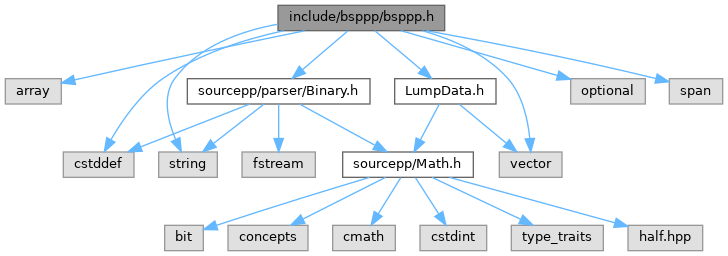 include/bsppp/bsppp.h
array
sourcepp/parser/Binary.h
LumpData.h
optional
span
cstddef
string
fstream
sourcepp/Math.h
vector
bit
concepts
cmath
cstdint
type_traits
half.hpp